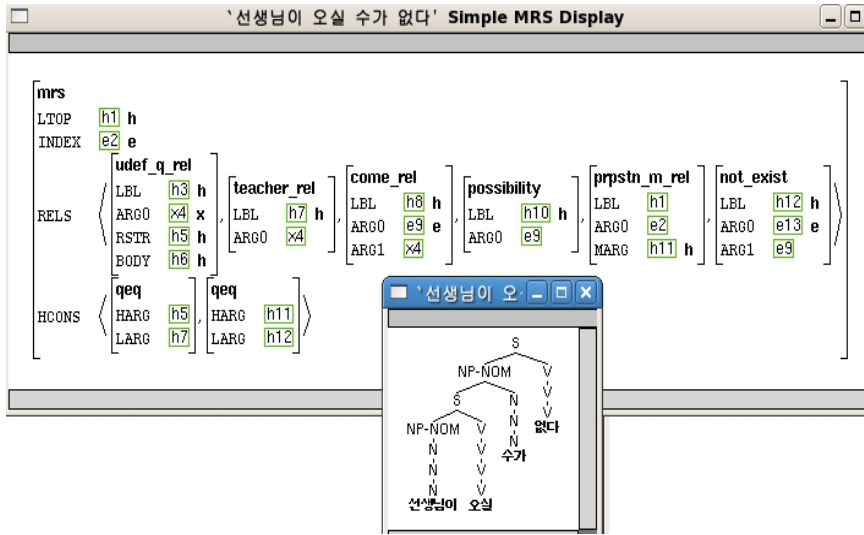 `선생님이 오실 수가 없다' Simple MRS Display
mrs
LTOP h1 h
INDEX e2 e
udef_q_rel teacher_rel come_rel possibility prpstn_m_rel not_exist
LBL h3 h LBL h7 h LBL h8 h LBL h10 h LBL h1 LBL h12 h
RELS ARG0 x4 x ARG0 x4 ARG0 e9 e ARG0 e9 ARG0 e2 ARG0 e13 e
RSTR h5 h ARG1 x4 MARG h11 h ARG1 e9
BODY h6 h
qeq qeq
HCONS HARG h5 HARG h11
LARG h7 LARG h12
`선생님이 오
S
NP-NOM V
S N V
NP-NOM V N V
N V N 없다
N V 수가
N V
선생님이 오실